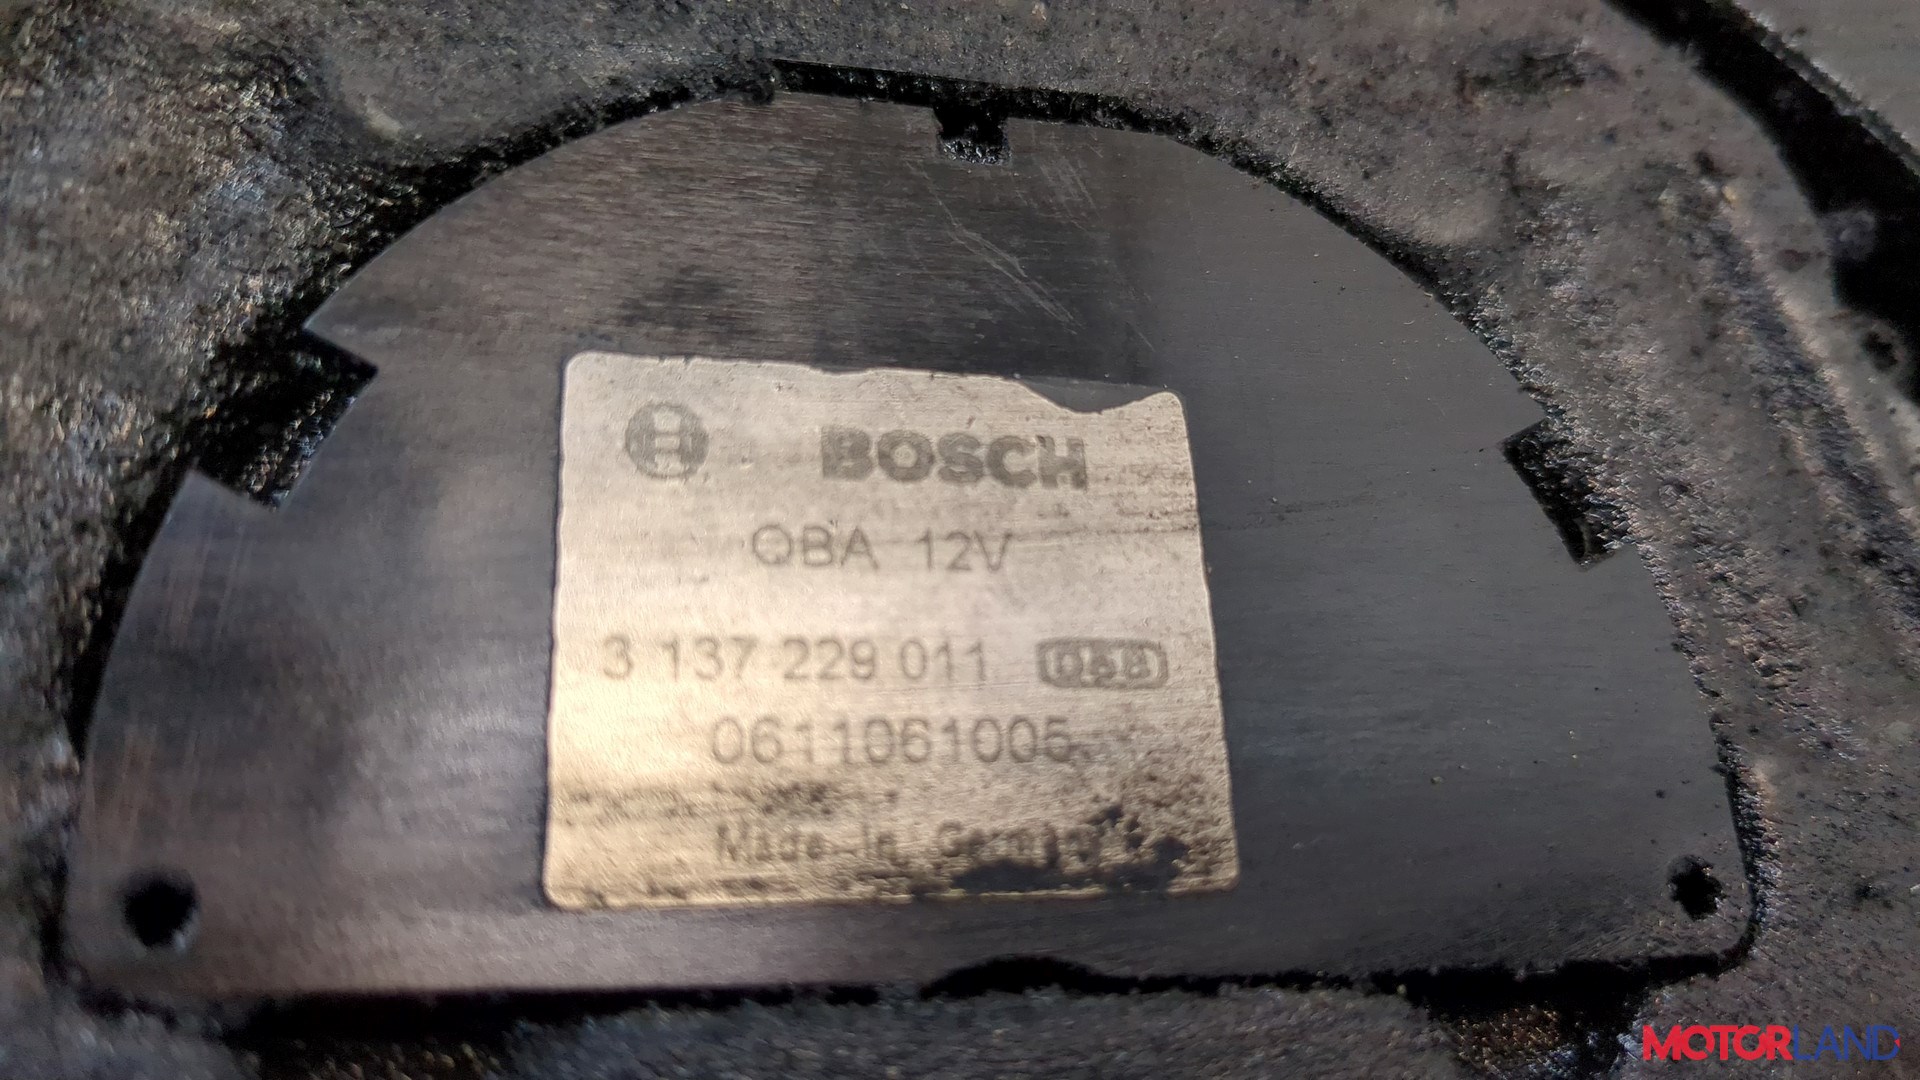 BOSCH
QBA 12V
3 137 229 011
0611061005
Made in Germany
MOTORLAND